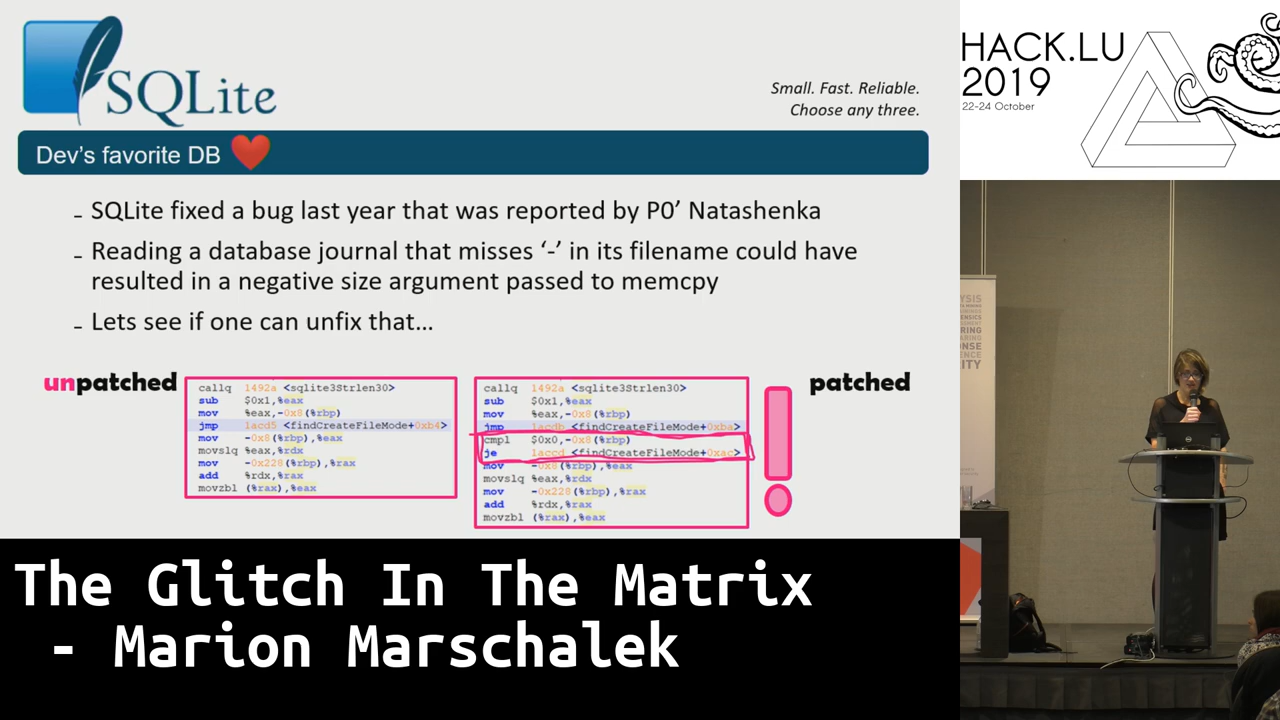 SQLite
Small. Fast. Reliable.
Choose any three.
Dev's favorite DB
- SQLite fixed a bug last year that was reported by P0' Natashenka
- Reading a database journal that misses '-' in its filename could have
resulted in a negative size argument passed to memcpy
- Lets see if one can unfix that...
unpatched
callq 1492a <sqlite3Strlen30>
sub $0x1,%eax
mov %eax,-0x8(%rbp)
jmp 1acd5 <findCreateFileMode+0xb4>
mov -0x8(%rbp),%eax
movslq %eax,%rdx
mov -0x228(%rbp),%rax
add %rdx,%rax
movzbl (%rax),%eax
callq 1492a <sqlite3Strlen30>
sub $0x1,%eax
mov %eax,-0x8(%rbp)
jmp 1acdb <findCreateFileMode+0xba>
cmpl $0x0,-0x8(%rbp)
je 1accd <findCreateFileMode+0xac>
mov -0x8(%rbp),%eax
movslq %eax,%rdx
mov -0x228(%rbp),%rax
add %rdx,%rax
movzbl (%rax),%eax
patched
HACK.LU
2019
22-24 October
The Glitch In The Matrix
- Marion Marschalek